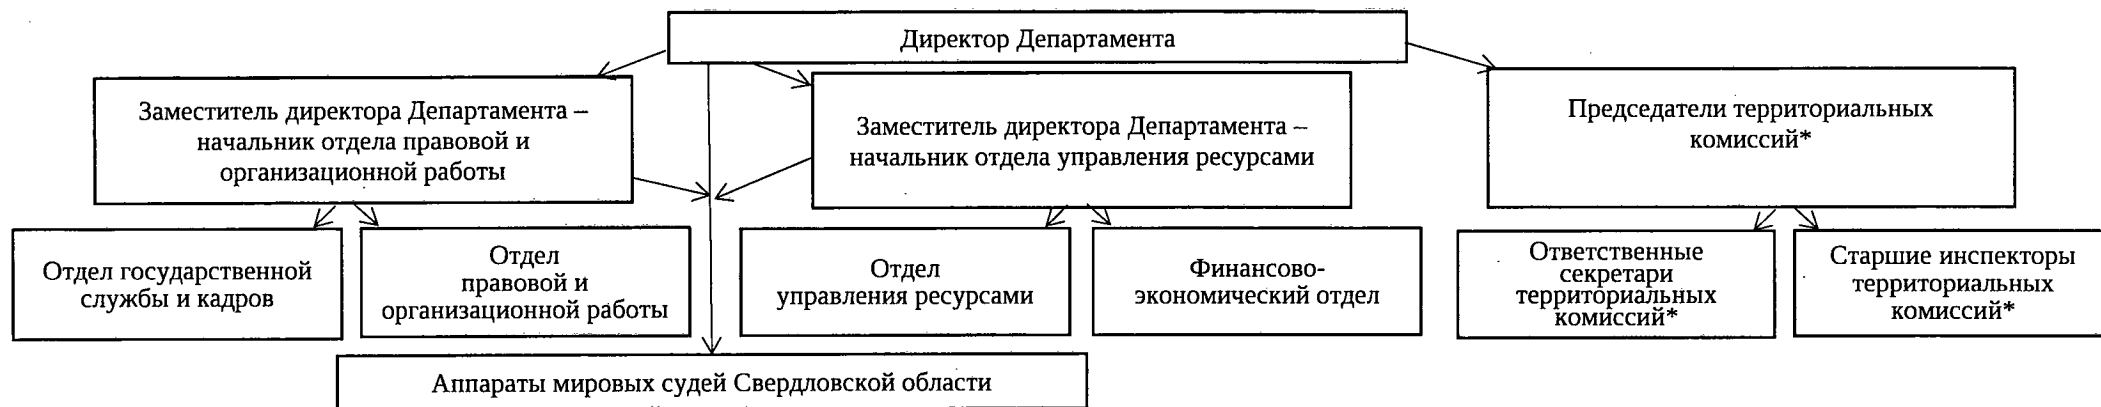 Директор Департамента
Заместитель директора Департамента –
начальник отдела правовой и
организационной работы
Заместитель директора Департамента –
начальник отдела управления ресурсами
Председатели территориальных
комиссий*
Отдел государственной
службы и кадров
Отдел
правовой и
организационной работы
Отдел
управления ресурсами
Финансово-
экономический отдел
Ответственные
секретари
территориальных
комиссий*
Старшие инспекторы
территориальных
комиссий*
Аппараты мировых судей Свердловской области